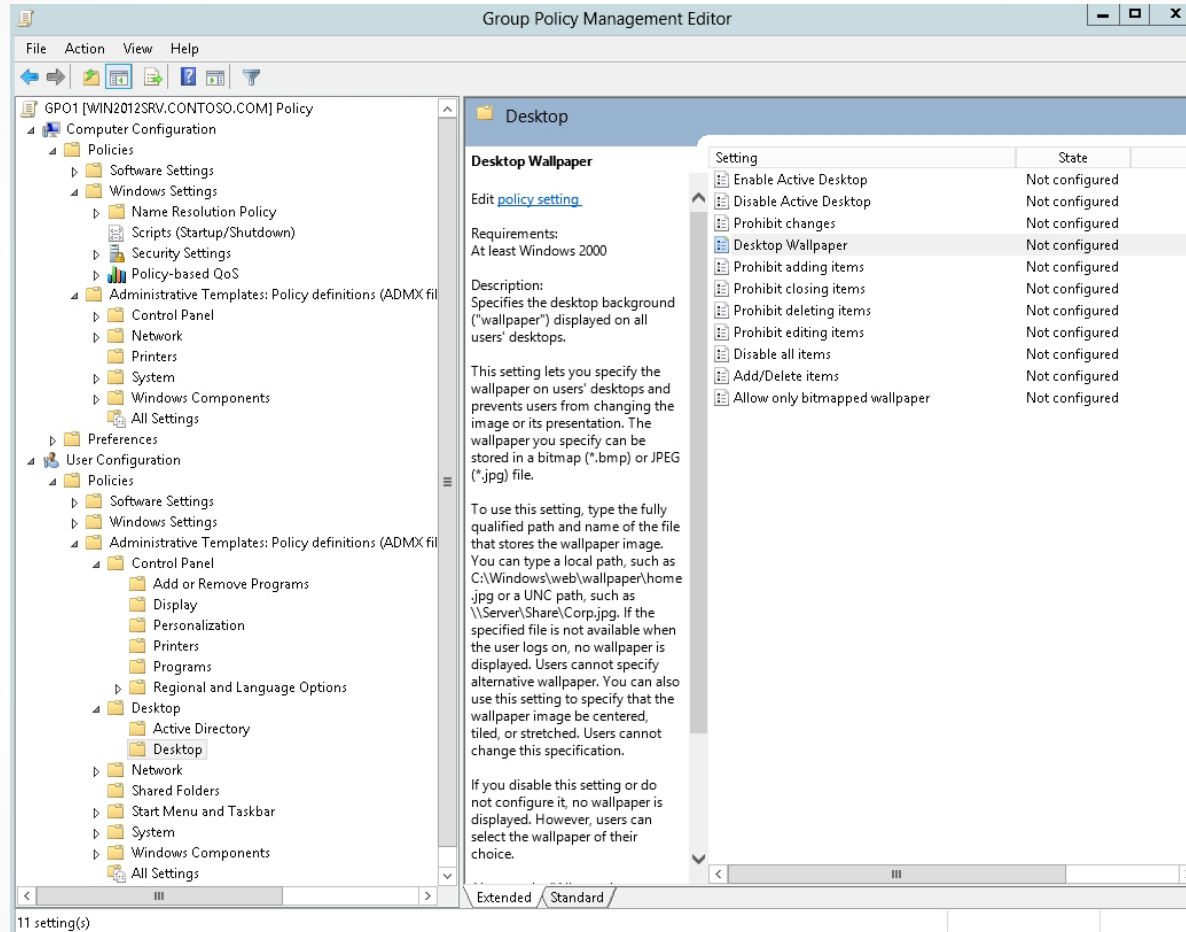 Group Policy Management Editor
File Action View Help
GPO1 [WIN2012SRV.CONTOSO.COM] Policy
Computer Configuration
Policies
Software Settings
Windows Settings
Name Resolution Policy
Scripts (Startup/Shutdown)
Security Settings
Policy-based QoS
Administrative Templates: Policy definitions (ADMX fil
Control Panel
Network
Printers
System
Windows Components
All Settings
Preferences
User Configuration
Policies
Software Settings
Windows Settings
Administrative Templates: Policy definitions (ADMX fil
Control Panel
Add or Remove Programs
Display
Personalization
Printers
Programs
Regional and Language Options
Desktop
Active Directory
Desktop
Network
Shared Folders
Start Menu and Taskbar
System
Windows Components
All Settings
Desktop
Desktop Wallpaper
Edit policy setting
Requirements:
At least Windows 2000
Description:
Specifies the desktop background
("wallpaper") displayed on all
users' desktops.
This setting lets you specify the
wallpaper on users' desktops and
prevents users from changing the
image or its presentation. The
wallpaper you specify can be
stored in a bitmap (*.bmp) or JPEG
(*.jpg) file.
To use this setting, type the fully
qualified path and name of the file
that stores the wallpaper image.
You can type a local path, such as
C:\Windows\web\wallpaper\home
.jpg or a UNC path, such as
\\Server\Share\Corp.jpg. If the
specified file is not available when
the user logs on, no wallpaper is
displayed. Users cannot specify
alternative wallpaper. You can also
use this setting to specify that the
wallpaper image be centered,
tiled, or stretched. Users cannot
change this specification.
If you disable this setting or do
not configure it, no wallpaper is
displayed. However, users can
select the wallpaper of their
choice.
Setting State
Enable Active Desktop Not configured
Disable Active Desktop Not configured
Prohibit changes Not configured
Desktop Wallpaper Not configured
Prohibit adding items Not configured
Prohibit closing items Not configured
Prohibit deleting items Not configured
Prohibit editing items Not configured
Disable all items Not configured
Add/Delete items Not configured
Allow only bitmapped wallpaper Not configured
Extended Standard
11 setting(s)